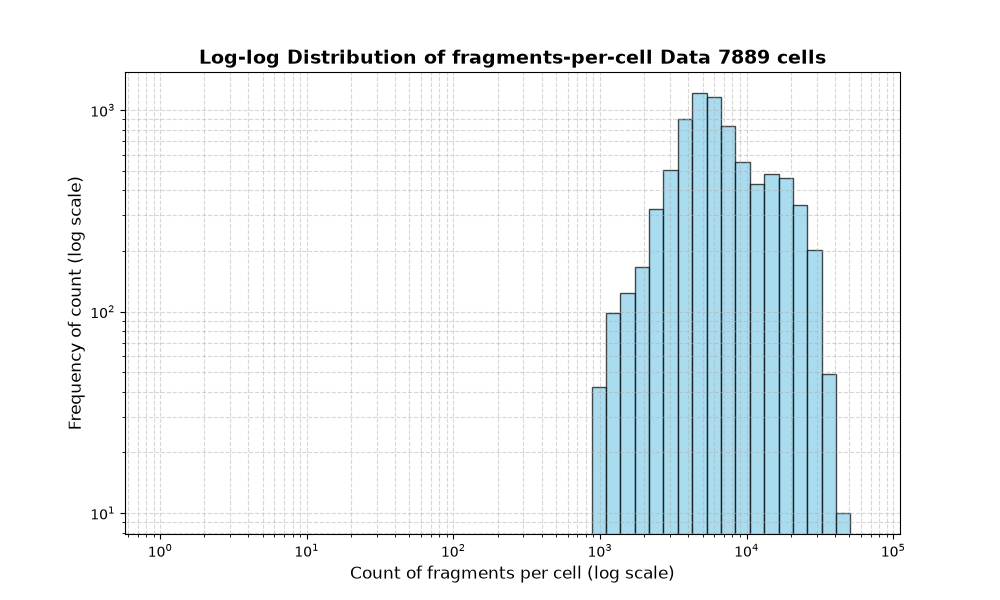 Log-log Distribution of fragments-per-cell Data 7889 cells
Frequency of count (log scale)
10³
10²
10¹
10⁰ 10¹ 10² 10³ 10⁴ 10⁵
Count of fragments per cell (log scale)